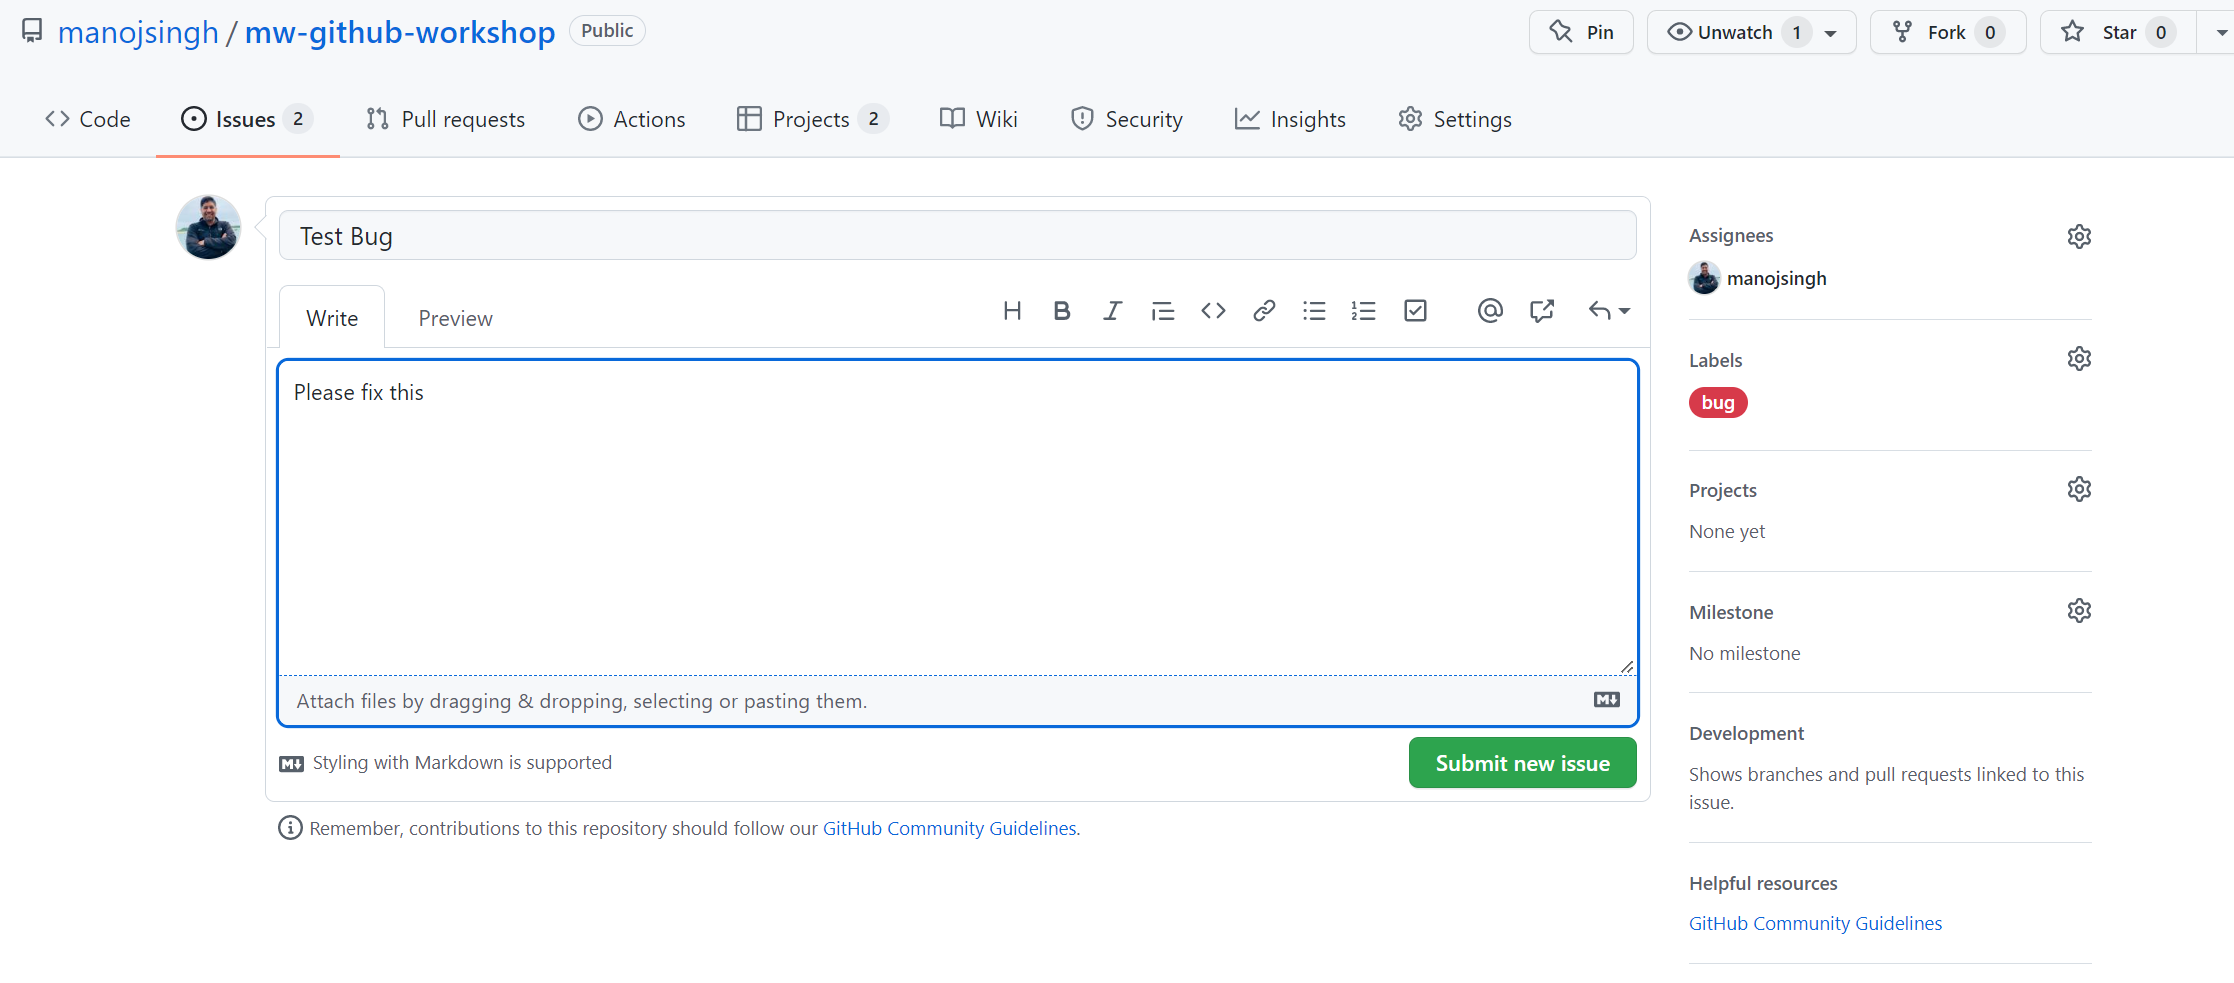 manojsingh / mw-github-workshop Public Pin Unwatch 1 Fork 0 Star 0
Code Issues 2 Pull requests Actions Projects 2 Wiki Security Insights Settings
Test Bug
Write Preview
Please fix this
Attach files by dragging & dropping, selecting or pasting them.
Styling with Markdown is supported
Submit new issue
Remember, contributions to this repository should follow our GitHub Community Guidelines.
Assignees
manojsingh
Labels
bug
Projects
None yet
Milestone
No milestone
Development
Shows branches and pull requests linked to this
issue.
Helpful resources
GitHub Community Guidelines